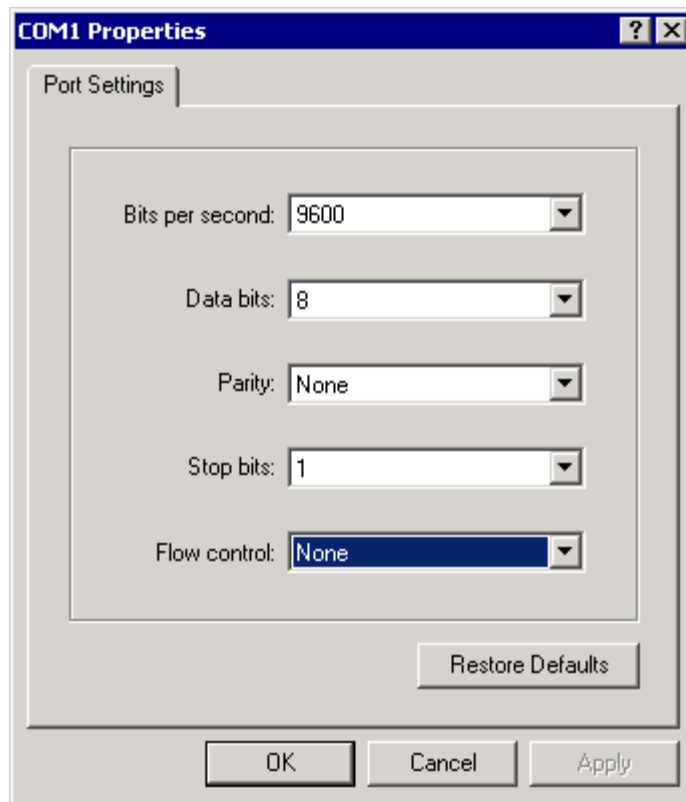 COM1 Properties
Port Settings
Bits per second: 9600
Data bits: 8
Parity: None
Stop bits: 1
Flow control: None
Restore Defaults
OK Cancel Apply